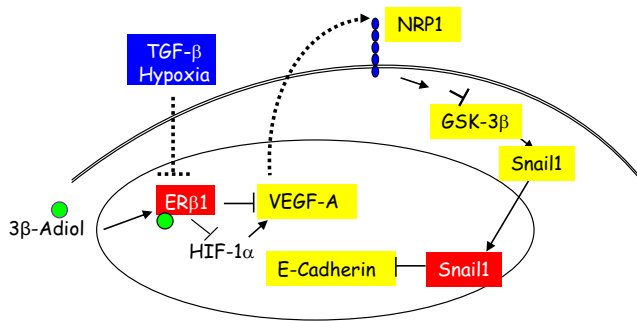 NRP1
TGF-β
Hypoxia
GSK-3β
Snail1
ERβ1
VEGF-A
3β-Adiol
HIF-1α
E-Cadherin
Snail1